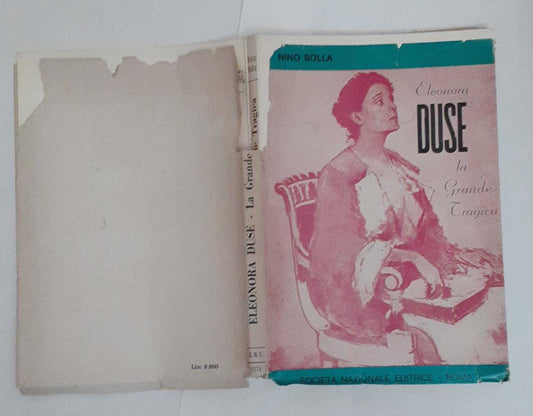 NINO BOLLA
Eleonora
DUSE
la
Grande
Tragica
SOCIETÀ NAZIONALE EDITRICE - ROMA
ELEONORA DUSE - La Grande Tragica
S.N.E.
Lire 8.000